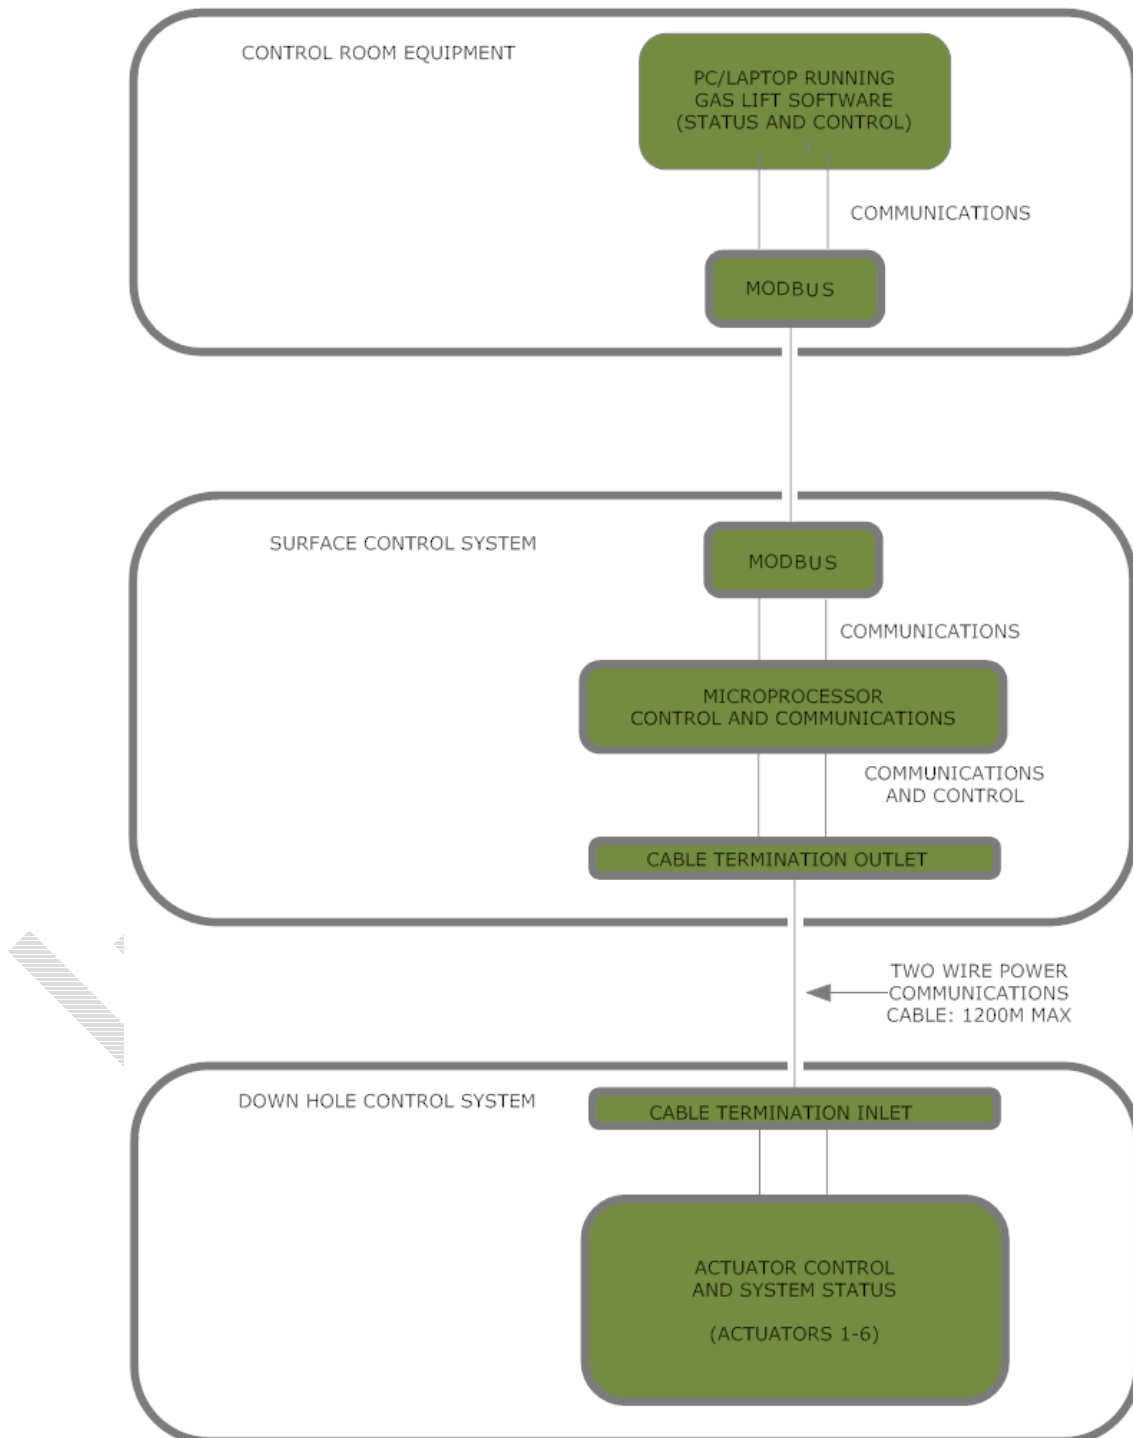 CONTROL ROOM EQUIPMENT
PC/LAPTOP RUNNING
GAS LIFT SOFTWARE
(STATUS AND CONTROL)
COMMUNICATIONS
MODBUS
SURFACE CONTROL SYSTEM
MODBUS
COMMUNICATIONS
MICROPROCESSOR
CONTROL AND COMMUNICATIONS
COMMUNICATIONS
AND CONTROL
CABLE TERMINATION OUTLET
TWO WIRE POWER
COMMUNICATIONS
CABLE: 1200M MAX
DOWN HOLE CONTROL SYSTEM
CABLE TERMINATION INLET
ACTUATOR CONTROL
AND SYSTEM STATUS
(ACTUATORS 1-6)